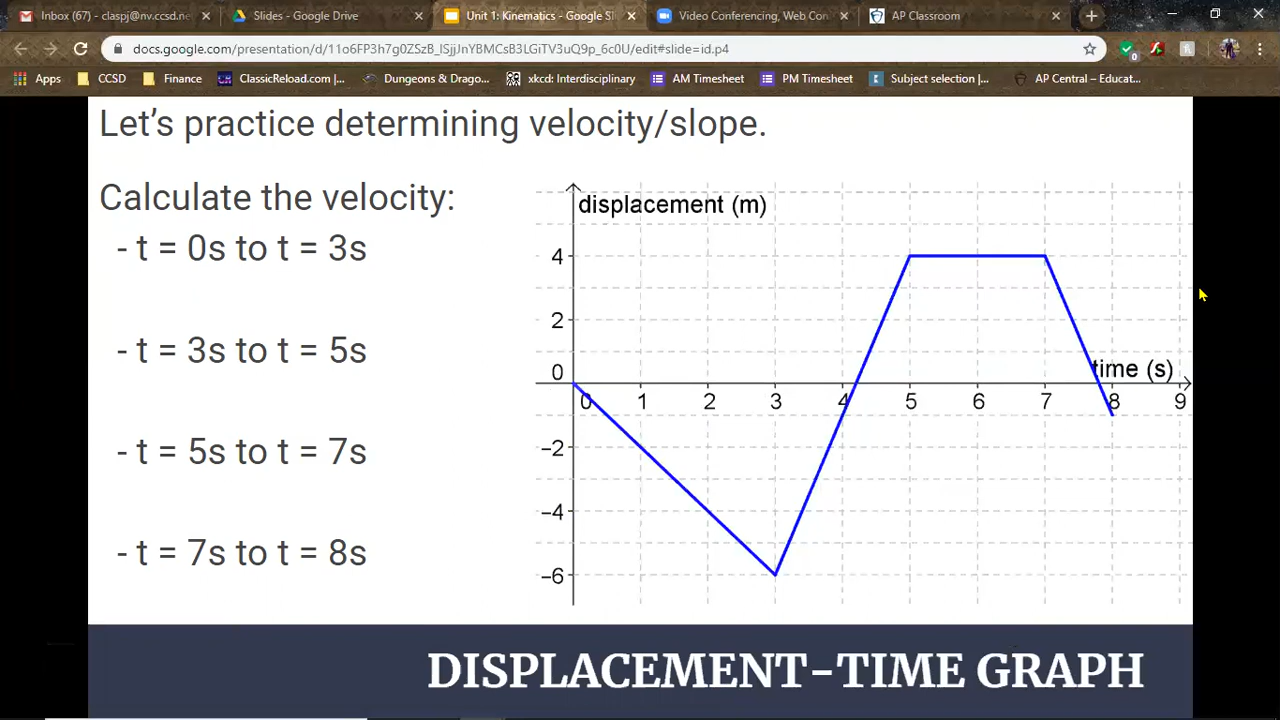 Inbox (67) - claspj@nv.ccsd.ne
Slides - Google Drive
Unit 1: Kinematics - Google Sl
Video Conferencing, Web Con
AP Classroom
docs.google.com/presentation/d/11o6FP3h7g0ZSzB_lSjjJnYBMCsB3LGiTV3uQ9p_6c0U/edit#slide=id.p4
Apps
CCSD
Finance
ClassicReload.com |...
Dungeons & Drago...
xkcd: Interdisciplinary
AM Timesheet
PM Timesheet
Subject selection |...
AP Central – Educat...
Let's practice determining velocity/slope.
Calculate the velocity:
- t = 0s to t = 3s
- t = 3s to t = 5s
- t = 5s to t = 7s
- t = 7s to t = 8s
displacement (m)
4
2
0
−2
−4
−6
time (s)
0 1 2 3 4 5 6 7 8 9
DISPLACEMENT-TIME GRAPH